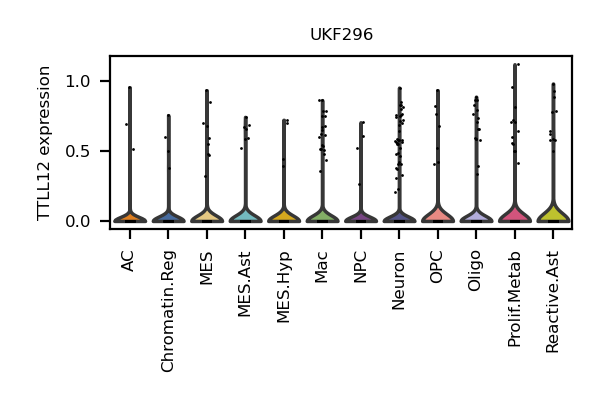 UKF296
TTLL12 expression
1.0
0.5
0.0
AC
Chromatin.Reg
MES
MES.Ast
MES.Hyp
Mac
NPC
Neuron
OPC
Oligo
Prolif.Metab
Reactive.Ast